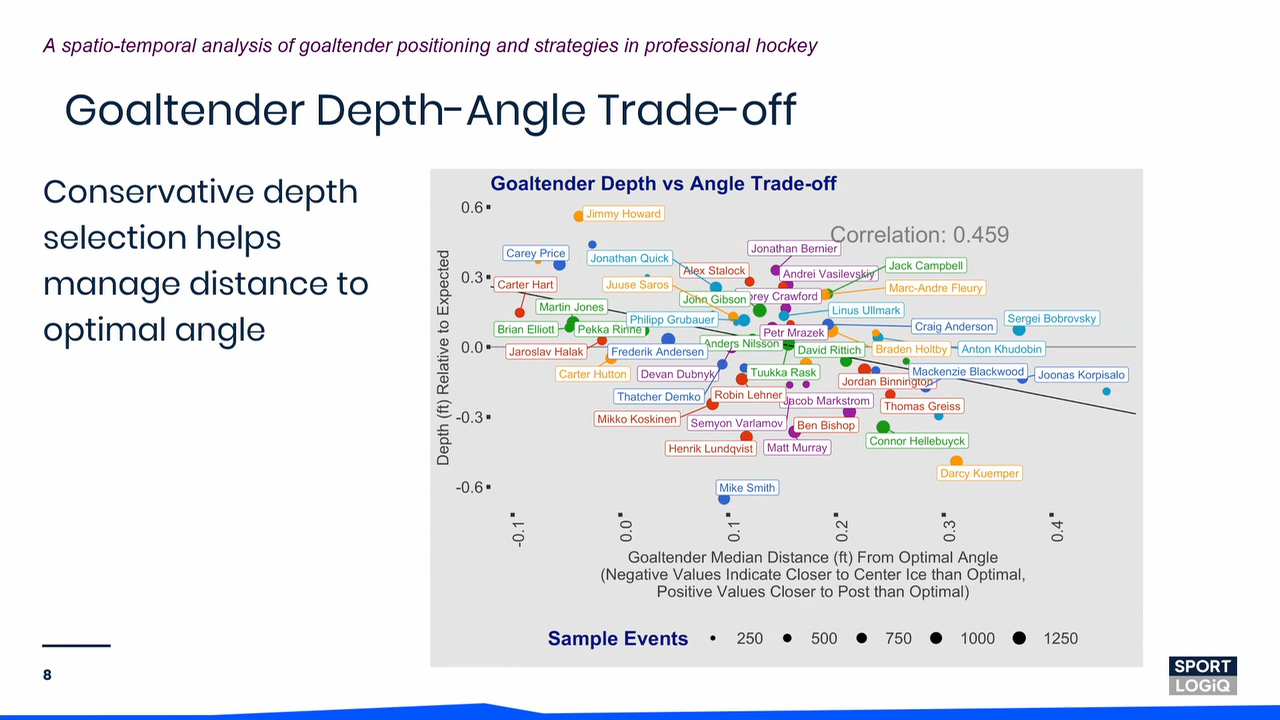 A spatio-temporal analysis of goaltender positioning and strategies in professional hockey
Goaltender Depth-Angle Trade-off
Conservative depth
selection helps
manage distance to
optimal angle
Goaltender Depth vs Angle Trade-off
Correlation: 0.459
Depth (ft) Relative to Expected
0.6
0.3
0.0
-0.3
-0.6
Jimmy Howard
Carey Price
Jonathan Quick
Jonathan Bernier
Alex Stalock
Andrei Vasilevskiy
Jack Campbell
Carter Hart
Juuse Saros
Marc-Andre Fleury
John Gibson
orey Crawford
Martin Jones
Linus Ullmark
Philipp Grubauer
Sergei Bobrovsky
Brian Elliott
Pekka Rinne
Petr Mrazek
Craig Anderson
Jaroslav Halak
Frederik Andersen
Anders Nilsson
David Rittich
Braden Holtby
Anton Khudobin
Carter Hutton
Devan Dubnyk
Tuukka Rask
Jordan Binnington
Mackenzie Blackwood
Joonas Korpisalo
Thatcher Demko
Robin Lehner
Jacob Markstrom
Thomas Greiss
Mikko Koskinen
Semyon Varlamov
Ben Bishop
Henrik Lundqvist
Matt Murray
Connor Hellebuyck
Darcy Kuemper
Mike Smith
-0.1
0.0
0.1
0.2
0.3
0.4
Goaltender Median Distance (ft) From Optimal Angle
(Negative Values Indicate Closer to Center Ice than Optimal,
Positive Values Closer to Post than Optimal)
Sample Events 250 500 750 1000 1250
8
SPORT
LOGiQ